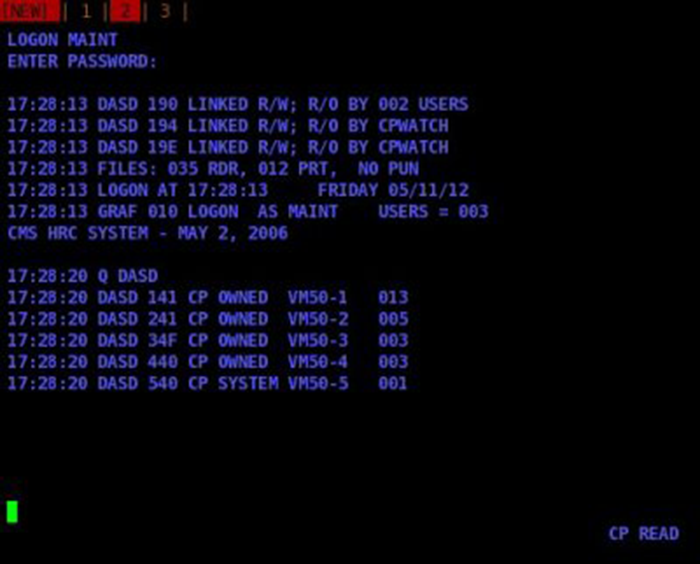 [NEW] | 1 | 2 | 3 |
LOGON MAINT
ENTER PASSWORD:
17:28:13 DASD 190 LINKED R/W; R/O BY 002 USERS
17:28:13 DASD 194 LINKED R/W; R/O BY CPWATCH
17:28:13 DASD 19E LINKED R/W; R/O BY CPWATCH
17:28:13 FILES: 035 RDR, 012 PRT,  NO PUN
17:28:13 LOGON AT 17:28:13     FRIDAY 05/11/12
17:28:13 GRAF 010 LOGON  AS MAINT    USERS = 003
CMS HRC SYSTEM - MAY 2, 2006
17:28:20 Q DASD
17:28:20 DASD 141 CP OWNED  VM50-1   013
17:28:20 DASD 241 CP OWNED  VM50-2   005
17:28:20 DASD 34F CP OWNED  VM50-3   003
17:28:20 DASD 440 CP OWNED  VM50-4   003
17:28:20 DASD 540 CP SYSTEM VM50-5   001
CP READ